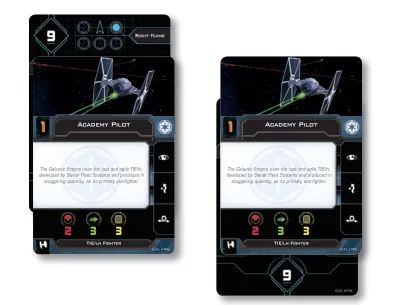 9
Academy Pilot
1
The Galactic Empire uses the fast and agile TIE/ln,
developed by Sienar Fleet Systems and produced in
staggering quantity, as its primary starfighter.
2 3 3
TIE/ln Fighter
Academy Pilot
1
The Galactic Empire uses the fast and agile TIE/ln,
developed by Sienar Fleet Systems and produced in
staggering quantity, as its primary starfighter.
2 3 3
TIE/ln Fighter
9